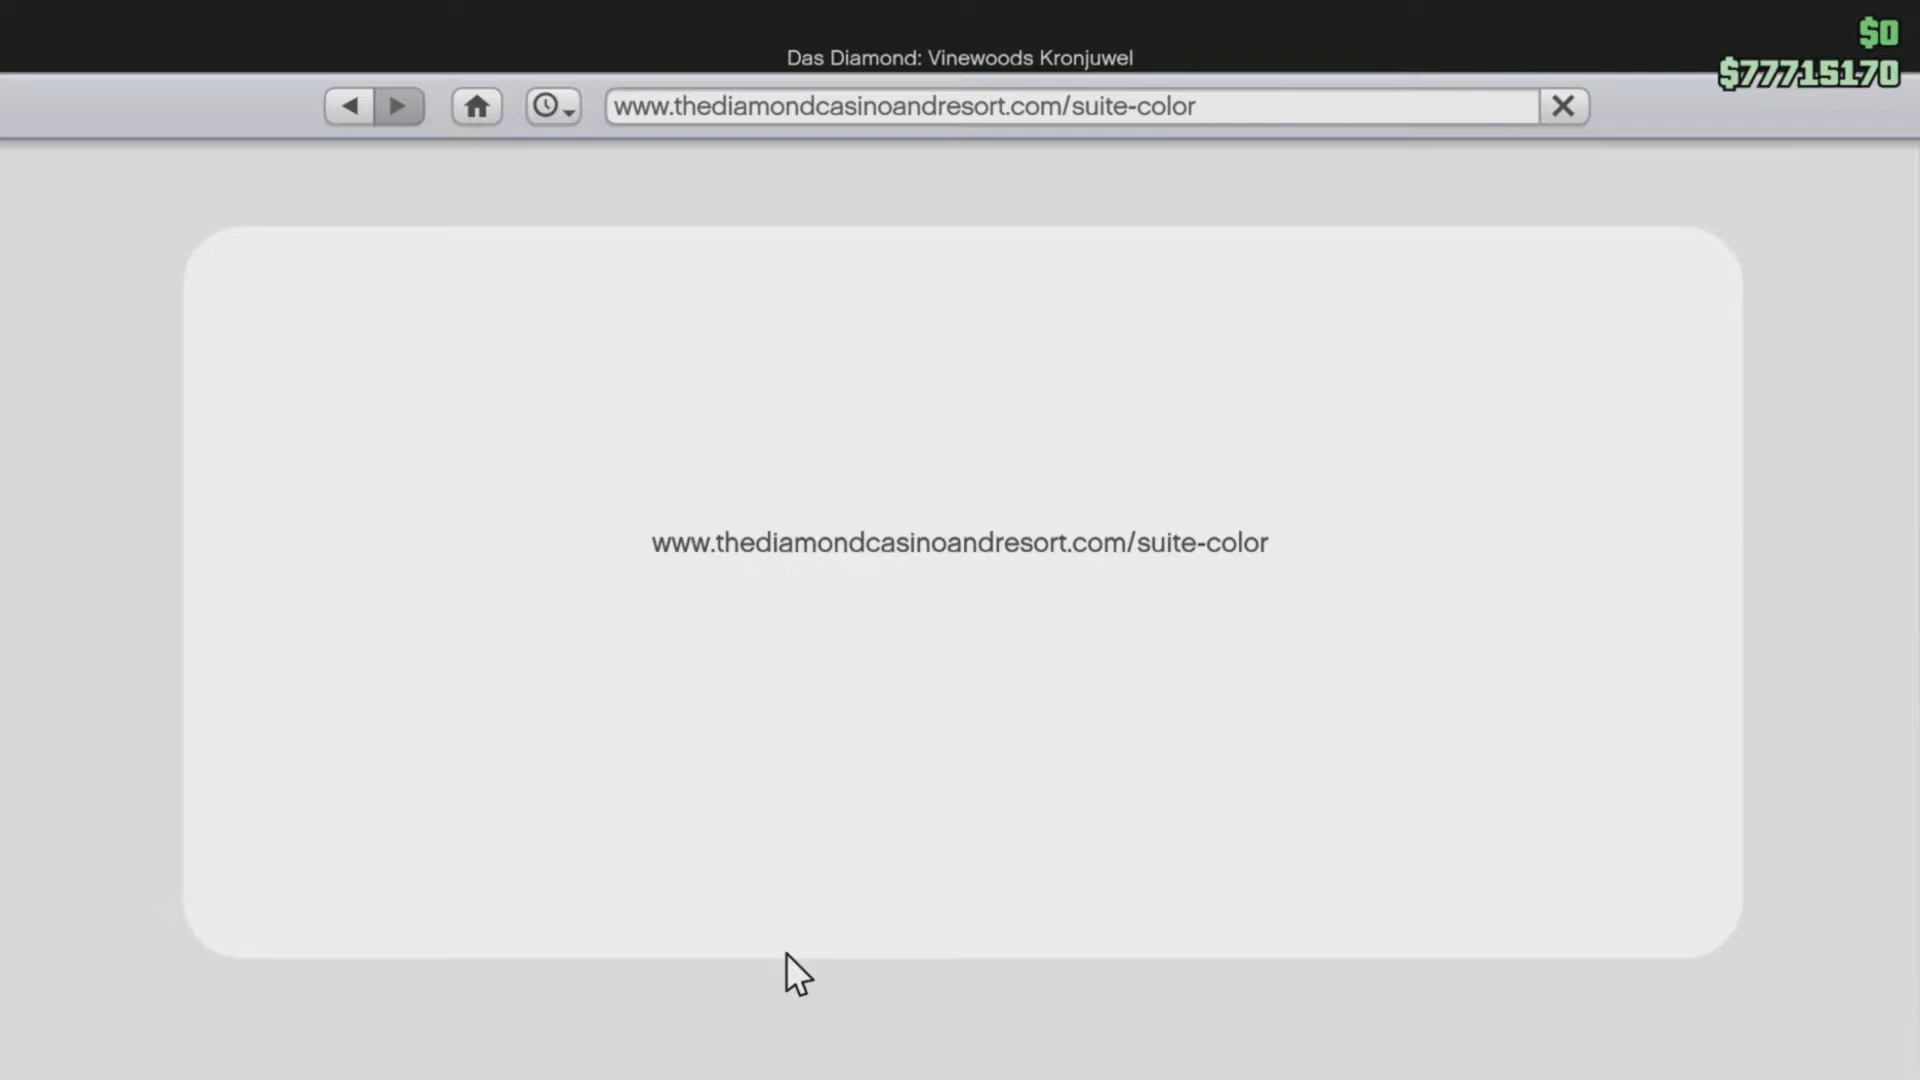 $0
Das Diamond: Vinewoods Kronjuwel
$77715170
www.thediamondcasinoandresort.com/suite-color
www.thediamondcasinoandresort.com/suite-color